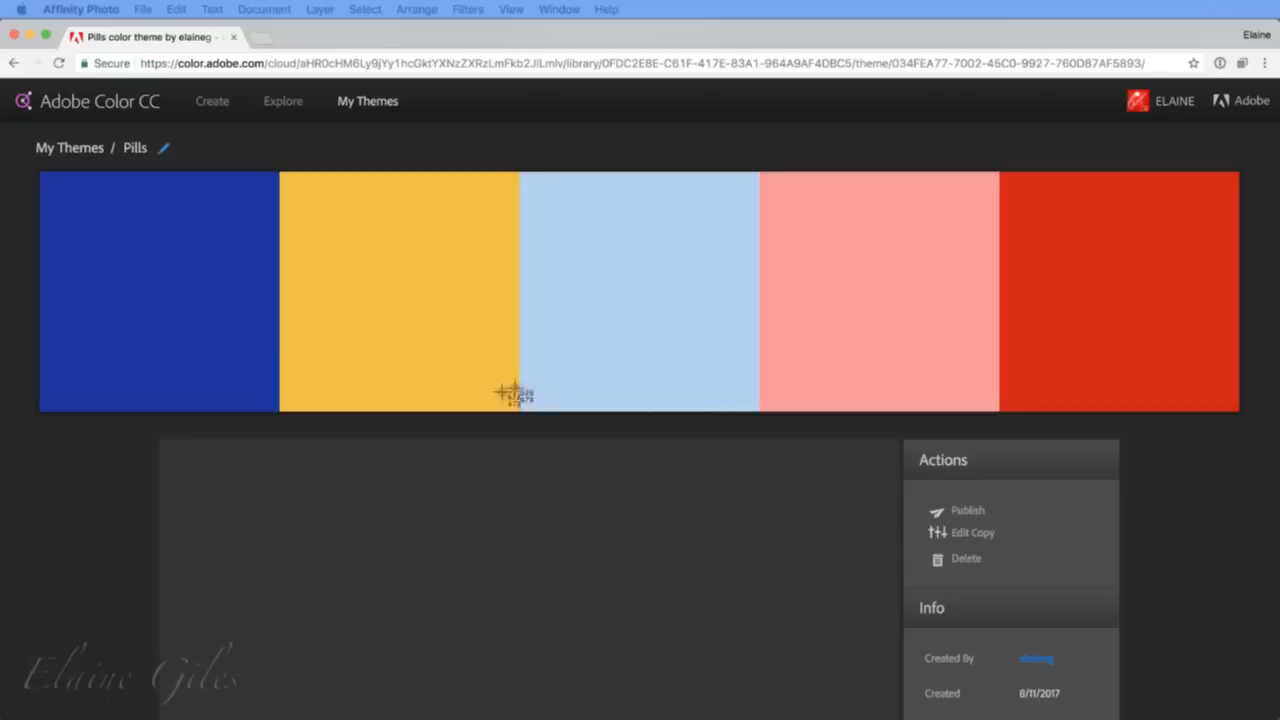 Affinity Photo File Edit Text Document Layer Select Arrange Filters View Window Help
Pills color theme by elaineg -
Elaine
Secure https://color.adobe.com/cloud/aHR0cHM6Ly9jYy1hcGktYXNzZXRzLmFkb2JlLmlv/library/0FDC2E8E-C61F-417E-83A1-964A9AF4DBC5/theme/034FEA77-7002-45C0-9927-760D87AF5893/
Adobe Color CC Create Explore My Themes ELAINE Adobe
My Themes / Pills
Actions
Publish
Edit Copy
Delete
Info
Created By elaineg
Created 8/11/2017
Elaine Giles